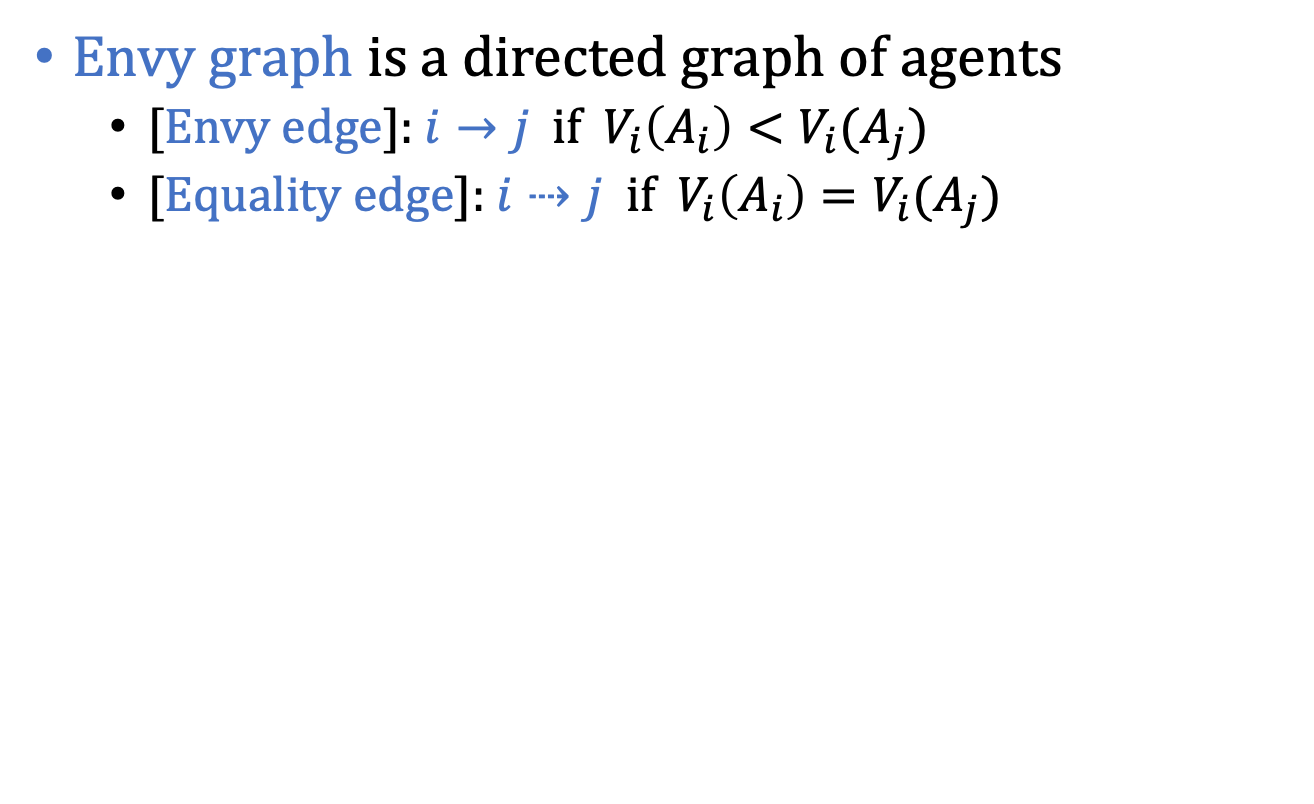 • Envy graph is a directed graph of agents
• [Envy edge]: i → j if Vᵢ(Aᵢ) < Vᵢ(Aⱼ)
• [Equality edge]: i ⇢ j if Vᵢ(Aᵢ) = Vᵢ(Aⱼ)